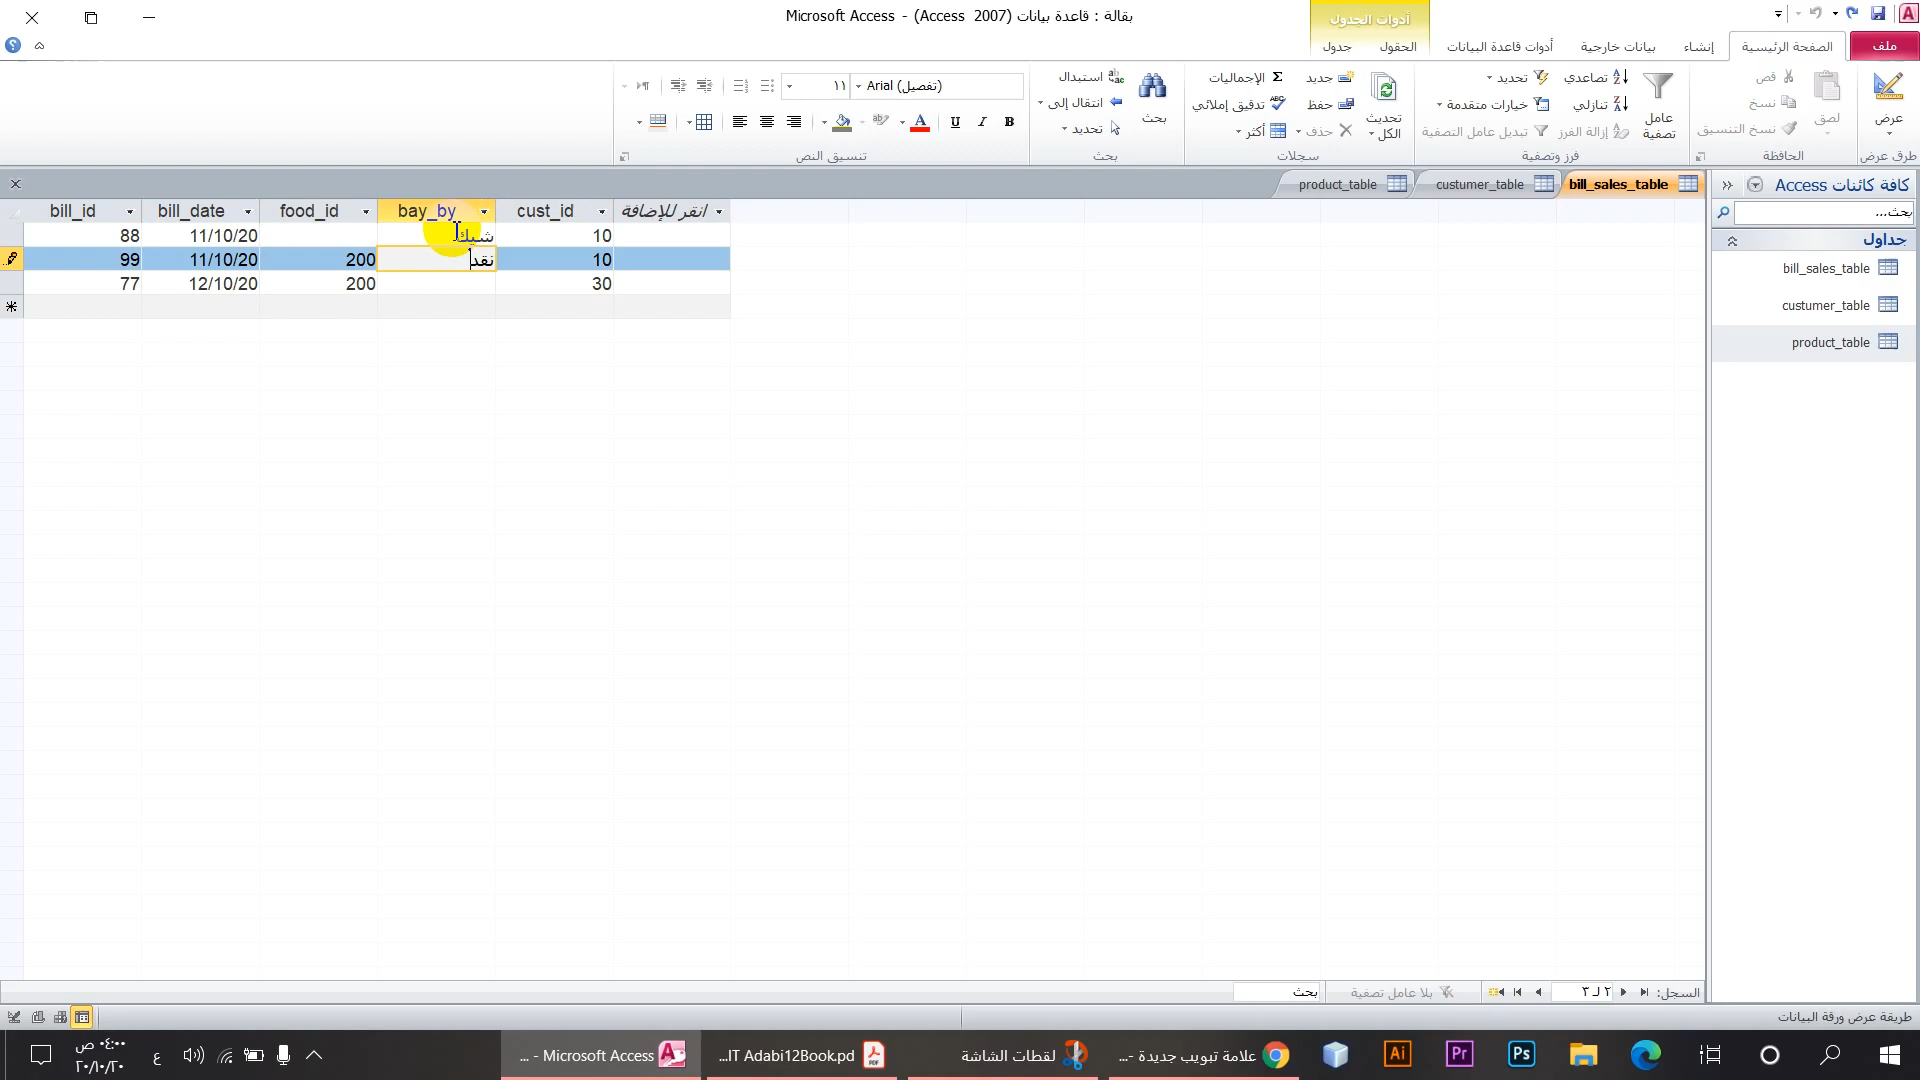 بقالة : قاعدة بيانات (Access 2007) - Microsoft Access
أدوات الجدول
ملف
الصفحة الرئيسية
إنشاء
بيانات خارجية
أدوات قاعدة البيانات
الحقول
جدول
عرض
طرق عرض
لصق
قص
نسخ
نسخ التنسيق
الحافظة
عامل تصفية
تصاعدي
تنازلي
إزالة الفرز
تحديد
خيارات متقدمة
تبديل عامل التصفية
فرز وتصفية
تحديث الكل
جديد
حفظ
حذف
الإجماليات
تدقيق إملائي
أكثر
سجلات
بحث
استبدال
انتقال إلى
تحديد
بحث
Arial (تفصيل)
١١
تنسيق النص
كافة كائنات Access
بحث...
جداول
bill_sales_table
custumer_table
product_table
bill_sales_table
custumer_table
product_table
bill_id bill_date food_id bay_by cust_id انقر للإضافة
88 11/10/20 شيك 10
99 11/10/20 200 نقد 10
77 12/10/20 200 30
السجل: ٢ لـ ٣
بلا عامل تصفية
بحث
طريقة عرض ورقة البيانات
علامة تبويب جديدة -...
لقطات الشاشة
IT Adabi12Book.pd...
Microsoft Access - ...
ع
٠٤:٠٠ ص
٢٠/١٠/٢٠